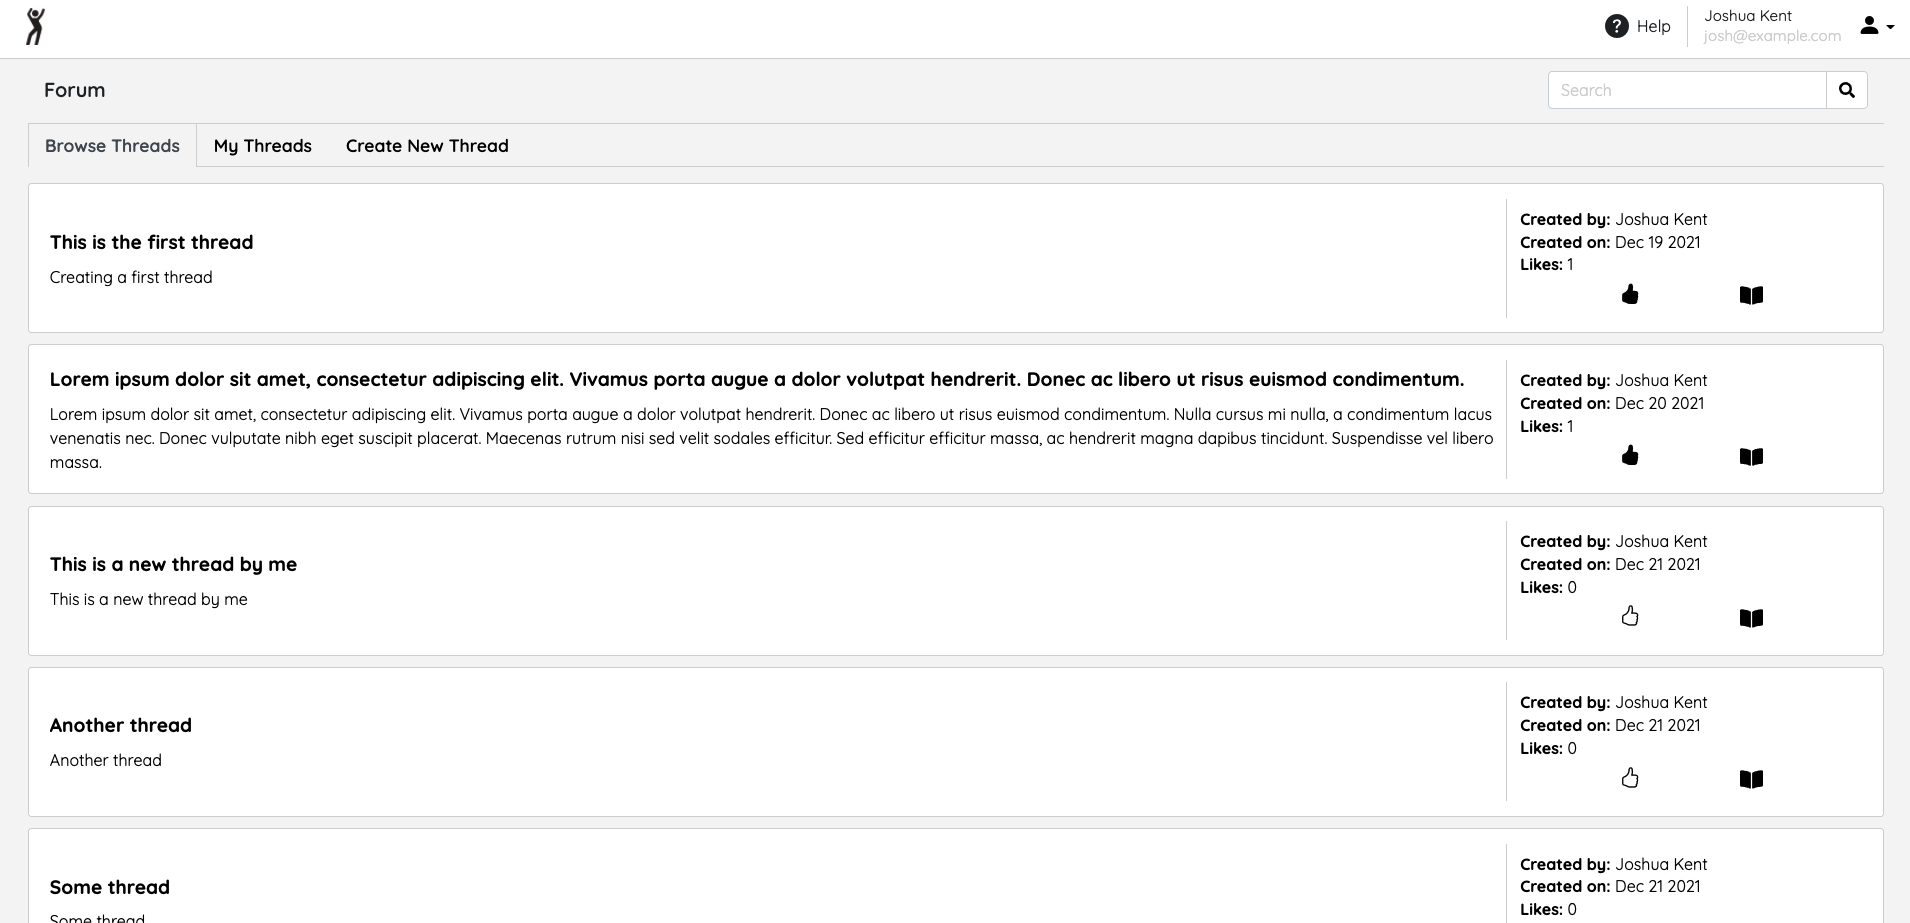 Help
Joshua Kent
josh@example.com
Forum
Search
Browse Threads
My Threads
Create New Thread
This is the first thread
Creating a first thread
Created by: Joshua Kent
Created on: Dec 19 2021
Likes: 1
Lorem ipsum dolor sit amet, consectetur adipiscing elit. Vivamus porta augue a dolor volutpat hendrerit. Donec ac libero ut risus euismod condimentum.
Lorem ipsum dolor sit amet, consectetur adipiscing elit. Vivamus porta augue a dolor volutpat hendrerit. Donec ac libero ut risus euismod condimentum. Nulla cursus mi nulla, a condimentum lacus
venenatis nec. Donec vulputate nibh eget suscipit placerat. Maecenas rutrum nisi sed velit sodales efficitur. Sed efficitur efficitur massa, ac hendrerit magna dapibus tincidunt. Suspendisse vel libero
massa.
Created by: Joshua Kent
Created on: Dec 20 2021
Likes: 1
This is a new thread by me
This is a new thread by me
Created by: Joshua Kent
Created on: Dec 21 2021
Likes: 0
Another thread
Another thread
Created by: Joshua Kent
Created on: Dec 21 2021
Likes: 0
Some thread
Some thread
Created by: Joshua Kent
Created on: Dec 21 2021
Likes: 0